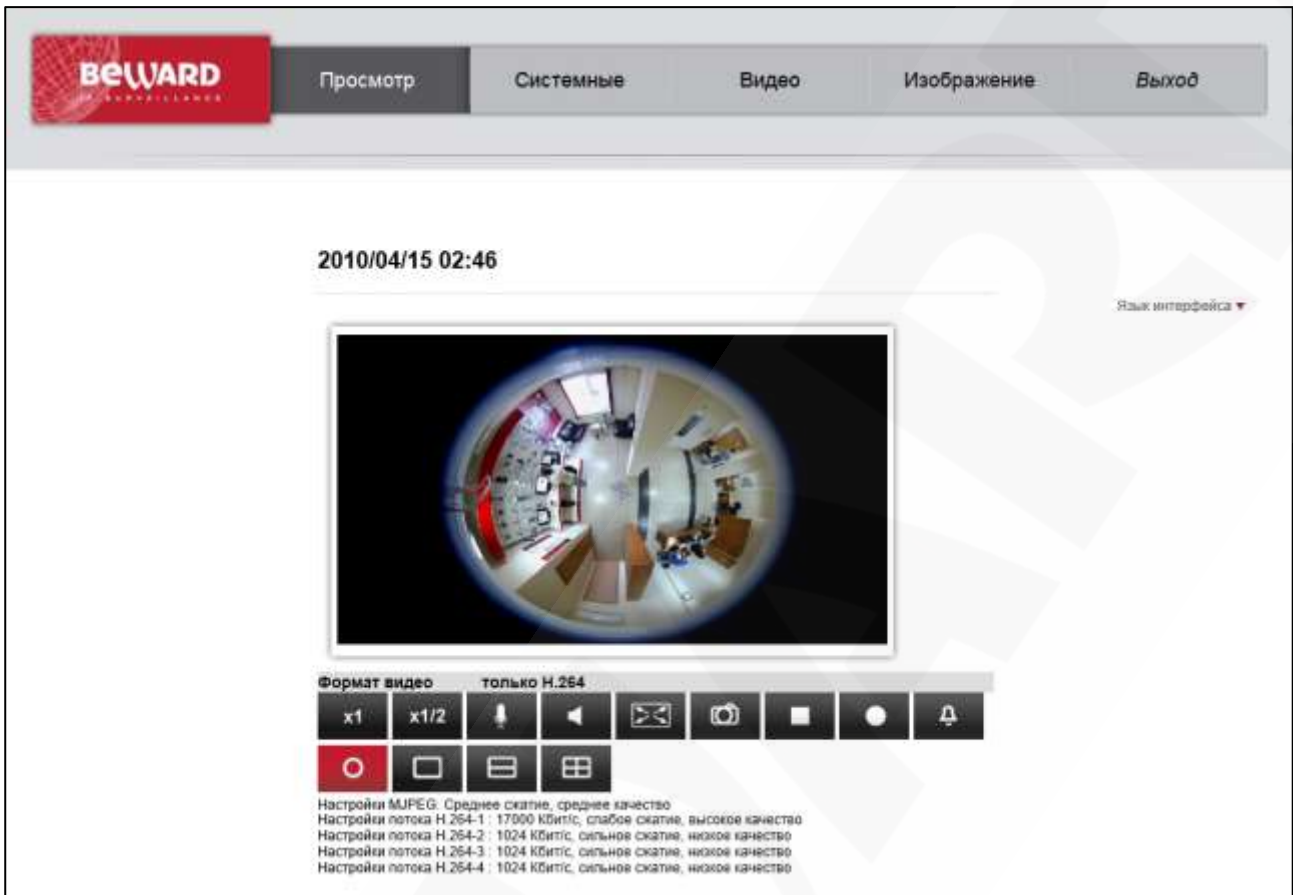 BEWARD
IP SURVEILLANCE
Просмотр Системные Видео Изображение Выход
2010/04/15 02:46
Язык интерфейса
Формат видео только H.264
x1 x1/2
Настройки MJPEG: Среднее сжатие, среднее качество
Настройки потока H.264-1 : 17000 Кбит/с, слабое сжатие, высокое качество
Настройки потока H.264-2 : 1024 Кбит/с, сильное сжатие, низкое качество
Настройки потока H.264-3 : 1024 Кбит/с, сильное сжатие, низкое качество
Настройки потока H.264-4 : 1024 Кбит/с, сильное сжатие, низкое качество